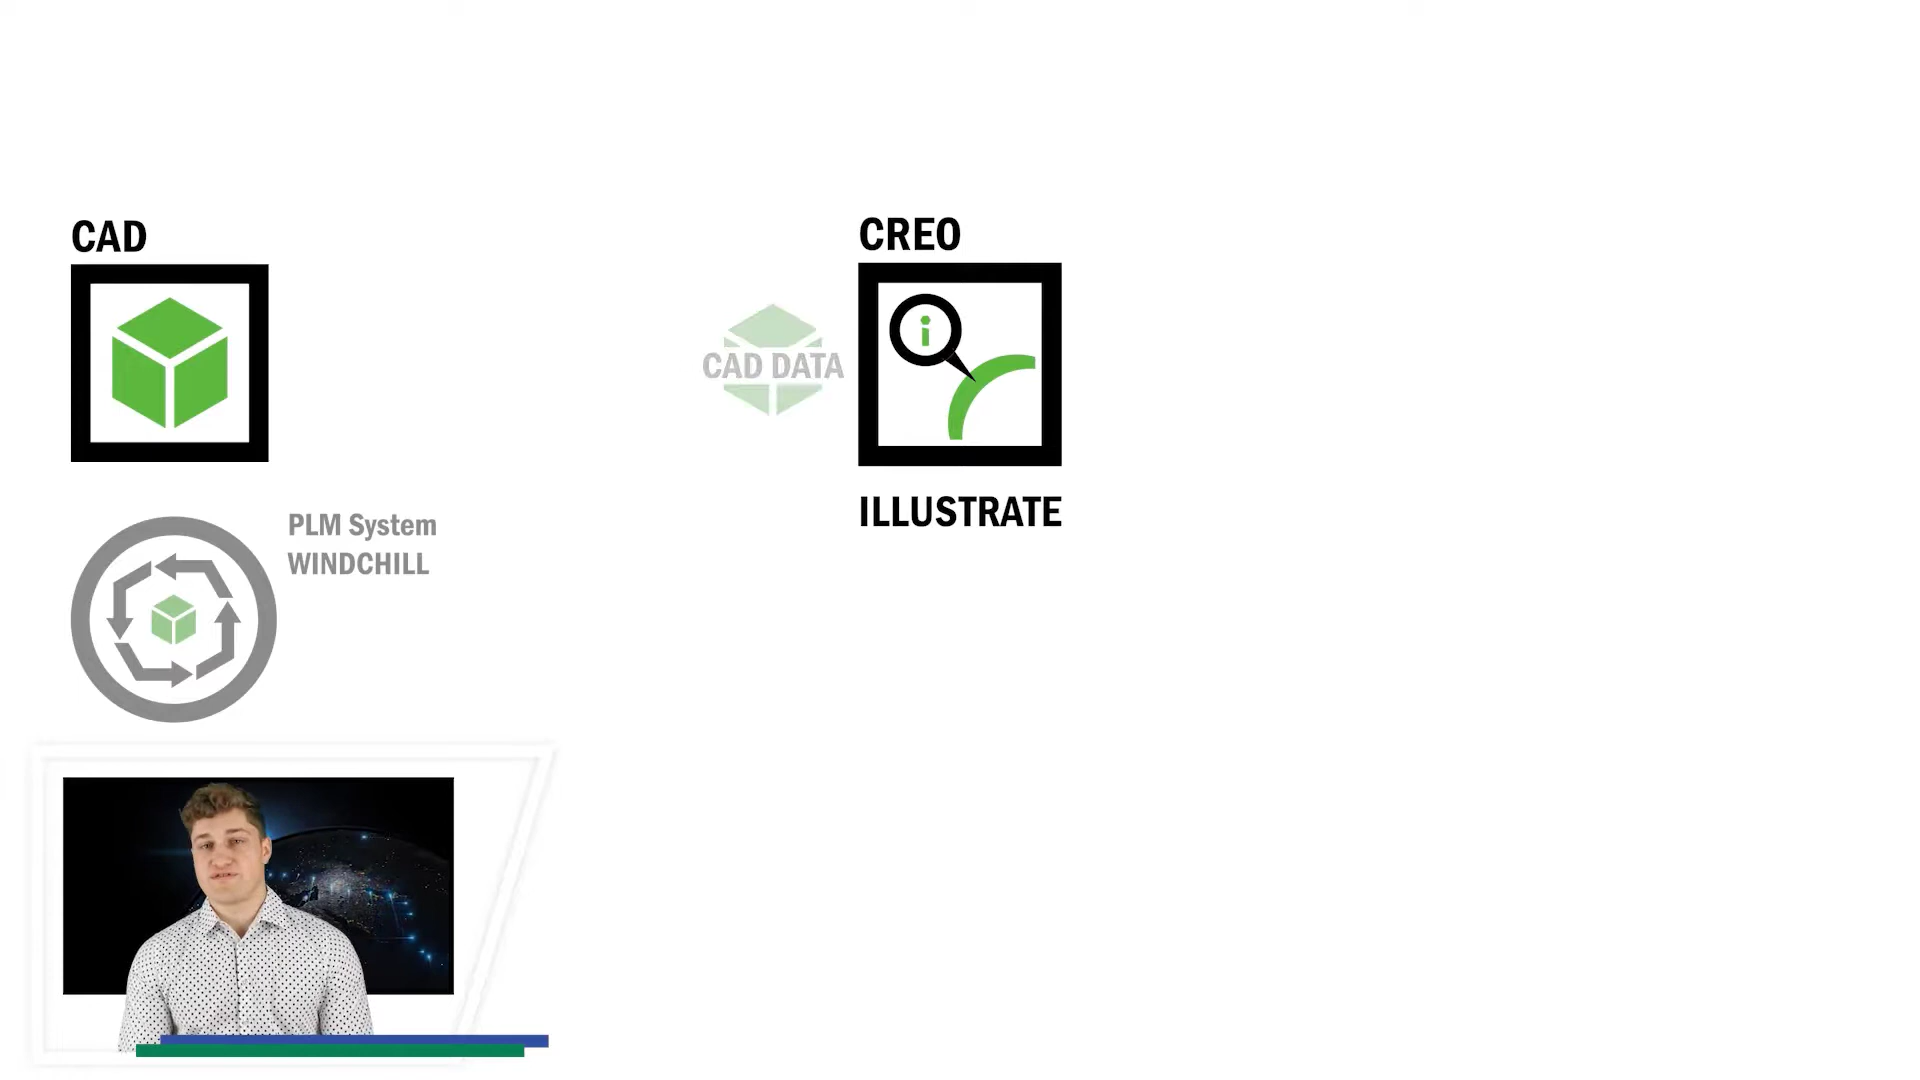 CAD
CREO
CAD DATA
i
ILLUSTRATE
PLM System
WINDCHILL